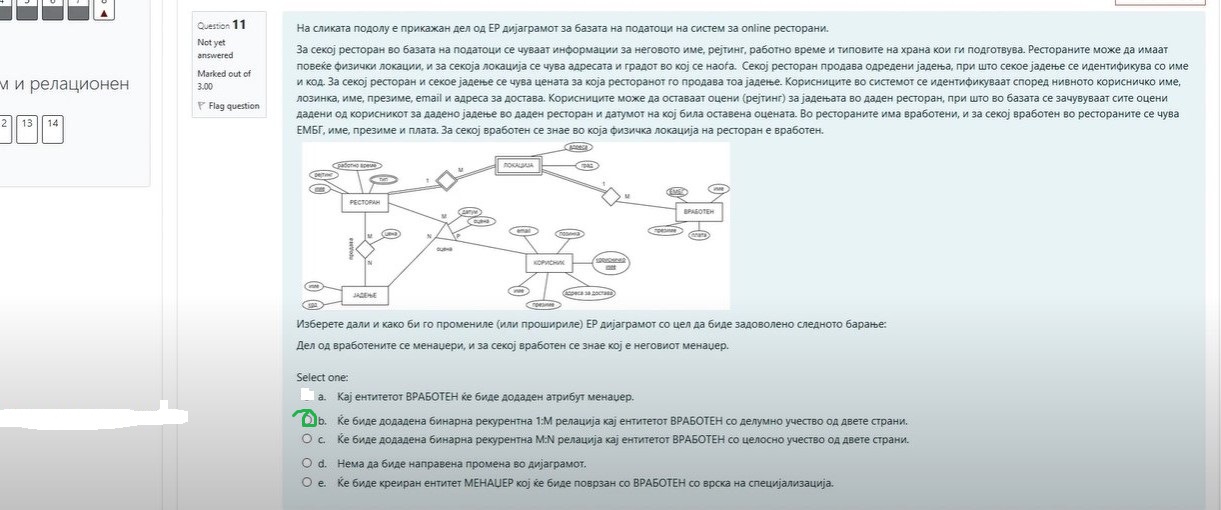 Question 11
Not yet
answered
Marked out of
3.00
Flag question
м и релационен
2 13 14
На сликата подолу е прикажан дел од ЕР дијаграмот за базата на податоци на систем за online ресторани.
За секој ресторан во базата на податоци се чуваат информации за неговото име, рејтинг, работно време и типовите на храна кои ги подготвува. Рестораните може да имаат
повеќе физички локации, и за секоја локација се чува адресата и градот во кој се наоѓа. Секој ресторан продава одредени јадења, при што секое јадење се идентификува со име
и код. За секој ресторан и секое јадење се чува цената за која ресторанот го продава тоа јадење. Корисниците во системот се идентификуваат според нивното корисничко име,
лозинка, име, презиме, email и адреса за достава. Корисниците може да оставаат оцени (рејтинг) за јадењата во даден ресторан, при што во базата се зачувуваат сите оцени
дадени од корисникот за дадено јадење во даден ресторан и датумот на кој била оставена оцената. Во рестораните има вработени, и за секој вработен во рестораните се чува
ЕМБГ, име, презиме и плата. За секој вработен се знае во која физичка локација на ресторан е вработен.
адреса
работно време
М
ЛОКАЦИЈА
град
рејтинг
тип
1
1
име
ЕМБГ
име
РЕСТОРАН
М
ВРАБОТЕН
датум
М
оцена
презиме
плата
М
цена
N
P
email
лозинка
продава
оцена
КОРИСНИК
корисничко
име
N
име
ЈАДЕЊЕ
име
адреса за достава
код
презиме
Изберете дали и како би го промениле (или прошириле) ЕР дијаграмот со цел да биде задоволено следното барање:
Дел од вработените се менаџери, и за секој вработен се знае кој е неговиот менаџер.
Select one:
a. Кај ентитетот ВРАБОТЕН ќе биде додаден атрибут менаџер.
b. Ќе биде додадена бинарна рекурентна 1:M релација кај ентитетот ВРАБОТЕН со делумно учество од двете страни.
c. Ќе биде додадена бинарна рекурентна M:N релација кај ентитетот ВРАБОТЕН со целосно учество од двете страни.
d. Нема да биде направена промена во дијаграмот.
e. Ќе биде креиран ентитет МЕНАЏЕР кој ќе биде поврзан со ВРАБОТЕН со врска на специјализација.